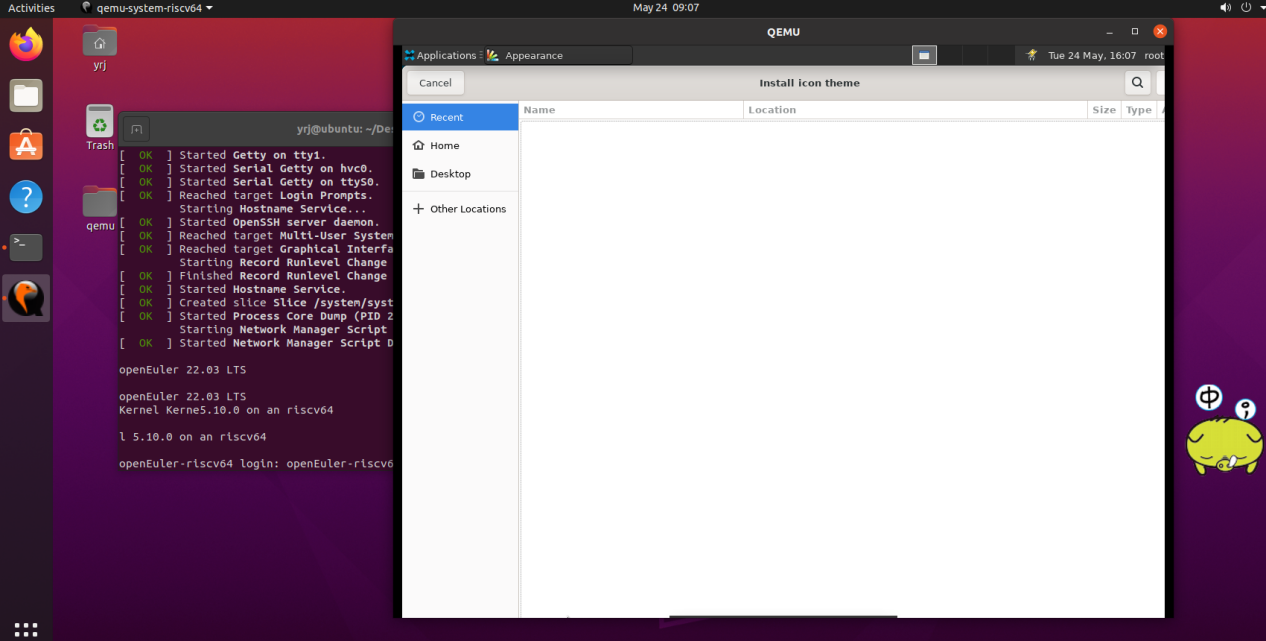 Activities
qemu-system-riscv64
May 24 09:07
yrj
Trash
qemu
yrj@ubuntu: ~/Des
[ OK ] Started Getty on tty1.
[ OK ] Started Serial Getty on hvc0.
[ OK ] Started Serial Getty on ttyS0.
[ OK ] Reached target Login Prompts.
Starting Hostname Service...
[ OK ] Started OpenSSH server daemon.
[ OK ] Reached target Multi-User System
[ OK ] Reached target Graphical Interfa
Starting Record Runlevel Change
[ OK ] Finished Record Runlevel Change
[ OK ] Started Hostname Service.
[ OK ] Created slice Slice /system/syst
[ OK ] Started Process Core Dump (PID 2
Starting Network Manager Script
[ OK ] Started Network Manager Script D
openEuler 22.03 LTS
openEuler 22.03 LTS
Kernel Kerne5.10.0 on an riscv64
l 5.10.0 on an riscv64
openEuler-riscv64 login: openEuler-riscv6
QEMU
Applications
Appearance
Tue 24 May, 16:07
root
Cancel
Install icon theme
Recent
Home
Desktop
Other Locations
Name
Location
Size
Type
中
;